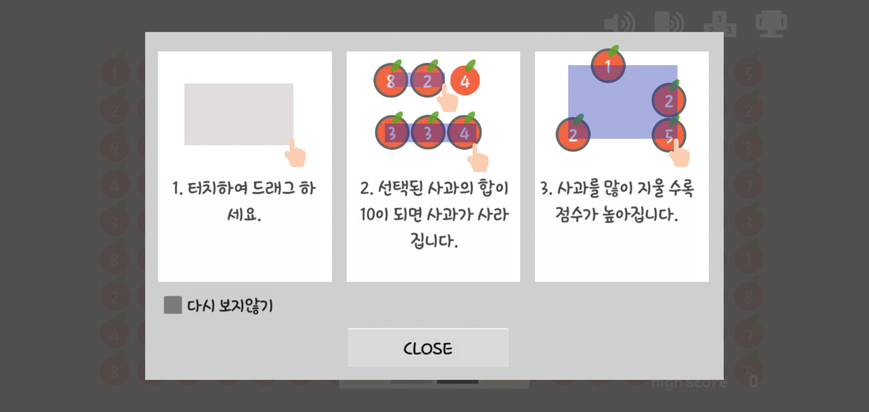 8 2 4
3 3 4
1
2
2 5
1. 터치하여 드래그 하
세요.
2. 선택된 사과의 합이
10이 되면 사과가 사라
집니다.
3. 사과를 많이 지울 수록
점수가 높아집니다.
다시 보지않기
CLOSE
high score 0